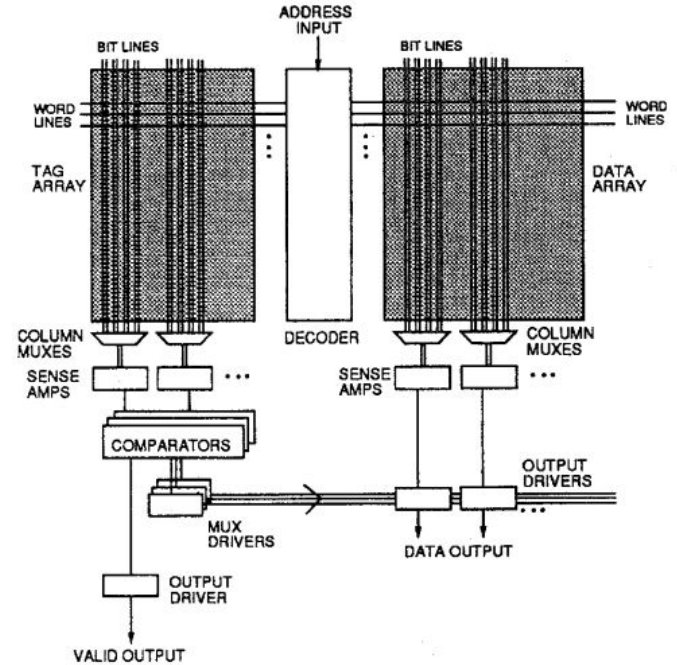 ADDRESS
INPUT
BIT LINES
BIT LINES
WORD
LINES
WORD
LINES
TAG
ARRAY
DATA
ARRAY
COLUMN
MUXES
DECODER
COLUMN
MUXES
SENSE
AMPS
SENSE
AMPS
COMPARATORS
OUTPUT
DRIVERS
MUX
DRIVERS
DATA OUTPUT
OUTPUT
DRIVER
VALID OUTPUT